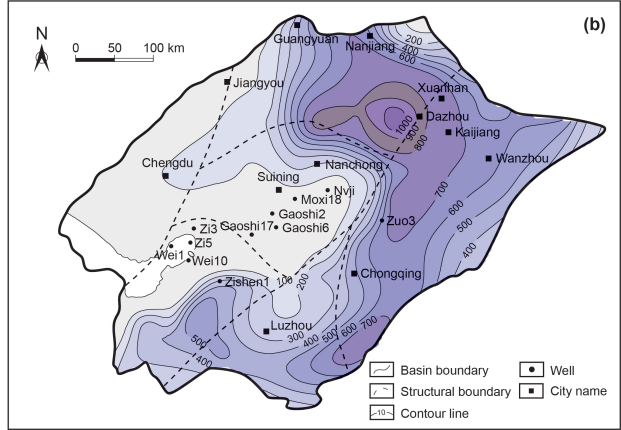 (b)
N
0 50 100 km
Guangyuan
Nanjiang
200
400
600
Jiangyou
Xuanhan
Dazhou
1000
900
800
Kaijiang
Wanzhou
Chengdu
Nanchong
Suining
Nvji
Moxi18
700
600
500
400
Gaoshi2
Zuo3
Zi3
Gaoshi17
Gaoshi6
Zi5
Wei1
Wei10
Zishen1
100
200
Chongqing
Luzhou
300
400
500
600
700
500
400
Basin boundary
Well
Structural boundary
City name
10
Contour line